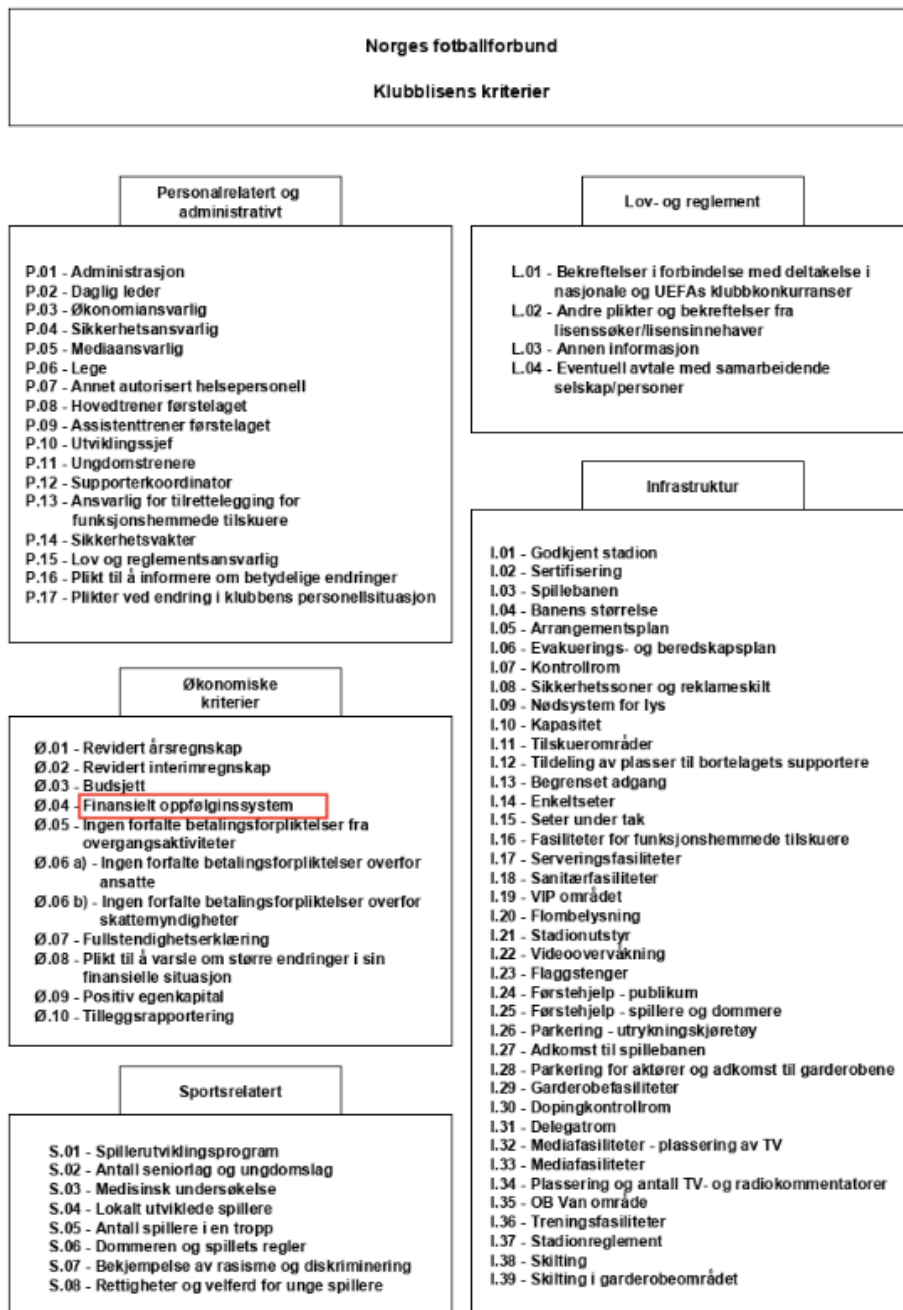 Norges fotballforbund
Klubblisens kriterier
Personalrelatert og
administrativt
P.01 - Administrasjon
P.02 - Daglig leder
P.03 - Økonomiansvarlig
P.04 - Sikkerhetsansvarlig
P.05 - Mediaansvarlig
P.06 - Lege
P.07 - Annet autorisert helsepersonell
P.08 - Hovedtrener førstelaget
P.09 - Assistenttrener førstelaget
P.10 - Utviklingssjef
P.11 - Ungdomstrenere
P.12 - Supporterkoordinator
P.13 - Ansvarlig for tilrettelegging for
funksjonshemmede tilskuere
P.14 - Sikkerhetsvakter
P.15 - Lov og reglementsansvarlig
P.16 - Plikt til å informere om betydelige endringer
P.17 - Plikter ved endring i klubbens personellsituasjon
Økonomiske
kriterier
Ø.01 - Revidert årsregnskap
Ø.02 - Revidert interimregnskap
Ø.03 - Budsjett
Ø.04 - Finansielt oppfølginssystem
Ø.05 - Ingen forfalte betalingsforpliktelser fra
overgangsaktiviteter
Ø.06 a) - Ingen forfalte betalingsforpliktelser overfor
ansatte
Ø.06 b) - Ingen forfalte betalingsforpliktelser overfor
skattemyndigheter
Ø.07 - Fullstendighetserklæring
Ø.08 - Plikt til å varsle om større endringer i sin
finansielle situasjon
Ø.09 - Positiv egenkapital
Ø.10 - Tilleggsrapportering
Sportsrelatert
S.01 - Spillerutviklingsprogram
S.02 - Antall seniorlag og ungdomslag
S.03 - Medisinsk undersøkelse
S.04 - Lokalt utviklede spillere
S.05 - Antall spillere i en tropp
S.06 - Dommeren og spillets regler
S.07 - Bekjempelse av rasisme og diskriminering
S.08 - Rettigheter og velferd for unge spillere
Lov- og reglement
L.01 - Bekreftelser i forbindelse med deltakelse i
nasjonale og UEFAs klubbkonkurranser
L.02 - Andre plikter og bekreftelser fra
lisenssøker/lisensinnehaver
L.03 - Annen informasjon
L.04 - Eventuell avtale med samarbeidende
selskap/personer
Infrastruktur
I.01 - Godkjent stadion
I.02 - Sertifisering
I.03 - Spillebanen
I.04 - Banens størrelse
I.05 - Arrangementsplan
I.06 - Evakuerings- og beredskapsplan
I.07 - Kontrollrom
I.08 - Sikkerhetssoner og reklameskilt
I.09 - Nødsystem for lys
I.10 - Kapasitet
I.11 - Tilskuerområder
I.12 - Tildeling av plasser til bortelagets supportere
I.13 - Begrenset adgang
I.14 - Enkeltseter
I.15 - Seter under tak
I.16 - Fasiliteter for funksjonshemmede tilskuere
I.17 - Serveringsfasiliteter
I.18 - Sanitærfasiliteter
I.19 - VIP området
I.20 - Flombelysning
I.21 - Stadionutstyr
I.22 - Videoovervåkning
I.23 - Flaggstenger
I.24 - Førstehjelp - publikum
I.25 - Førstehjelp - spillere og dommere
I.26 - Parkering - utrykningskjøretøy
I.27 - Adkomst til spillebanen
I.28 - Parkering for aktører og adkomst til garderobene
I.29 - Garderobefasiliteter
I.30 - Dopingkontrollrom
I.31 - Delegatrom
I.32 - Mediafasiliteter - plassering av TV
I.33 - Mediafasiliteter
I.34 - Plassering og antall TV- og radiokommentatorer
I.35 - OB Van område
I.36 - Treningsfasiliteter
I.37 - Stadionreglement
I.38 - Skilting
I.39 - Skilting i garderobeområdet